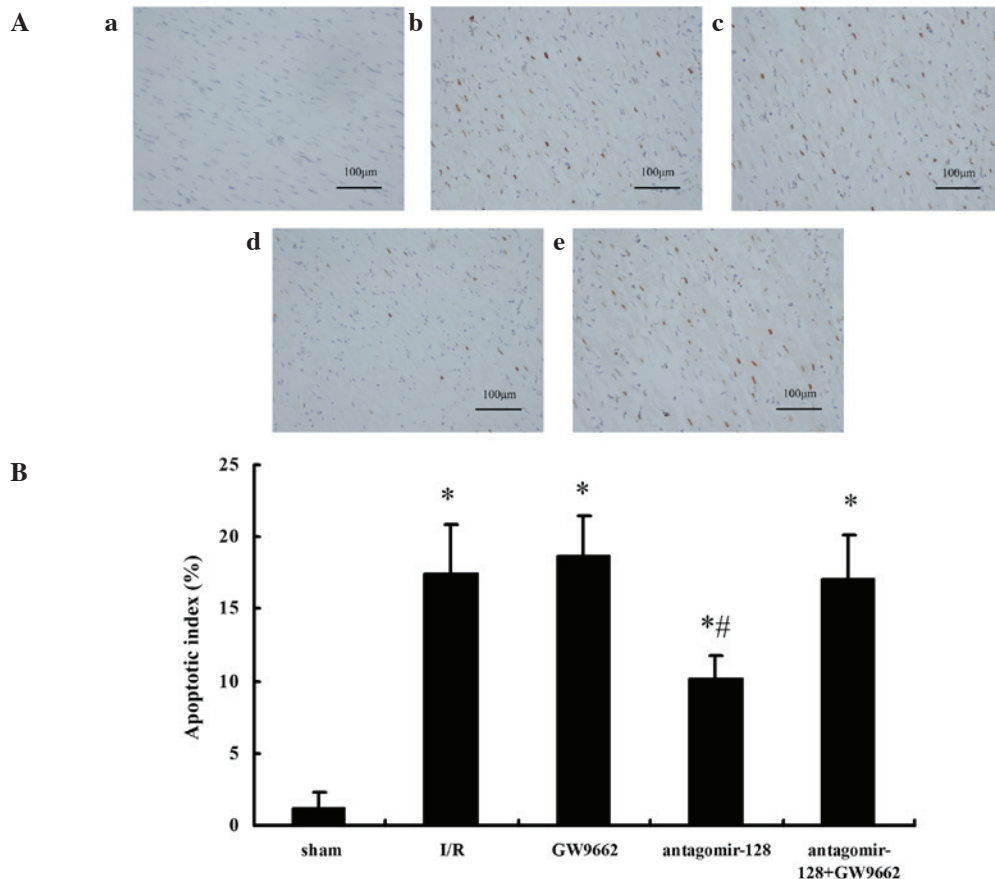 A
a
b
c
100μm
100μm
100μm
d
e
100μm
100μm
B
Apoptotic index (%)
25
20
15
10
5
0
*
*
*#
*
sham
I/R
GW9662
antagomir-128
antagomir-
128+GW9662